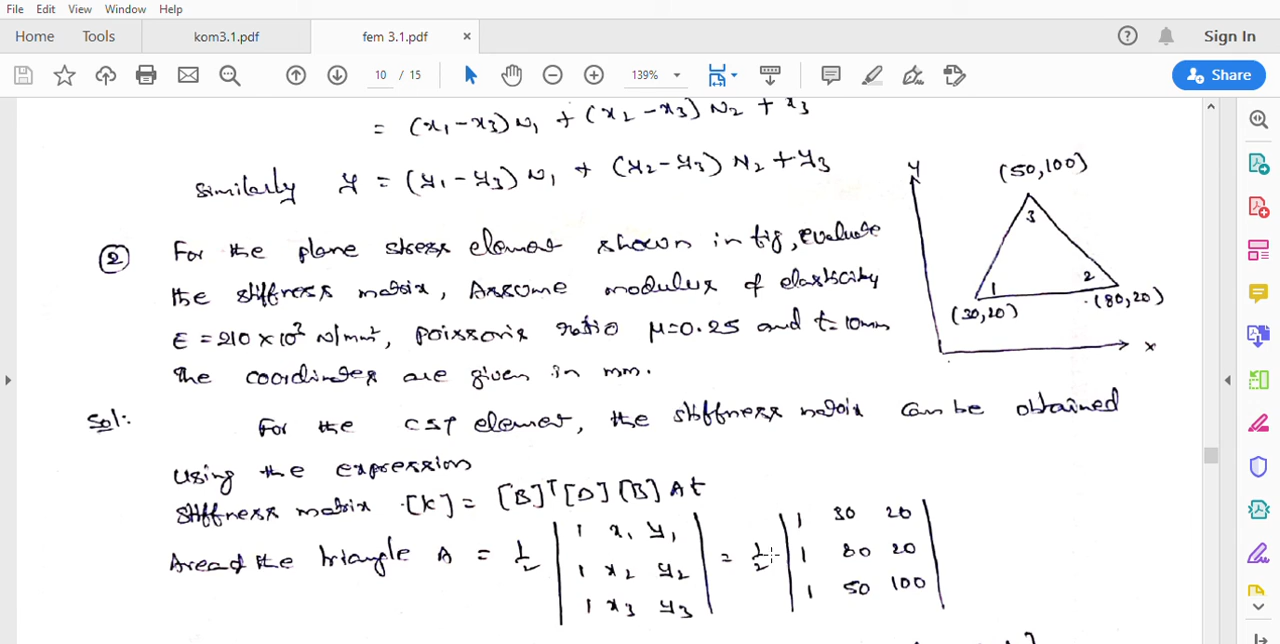 File Edit View Window Help
Home Tools kom3.1.pdf fem 3.1.pdf × Sign In
10 / 15 139% Share
= (x1-x3) N1 + (x2-x3) N2 + x3
Similarly y = (y1-y3) N1 + (y2-y3) N2 + y3
y
(50,100)
3
1
2
(30,20)
(80,20)
x
② For the plane stress element shown in fig, evaluate
the stiffness matrix, Assume modulus of elasticity
E = 210 × 10² N/mm², poisson's ratio μ=0.25 and t=10mm
The coordinates are given in mm.
Sol: For the CST element, the stiffness matrix can be obtained
using the expression
stiffness matrix [K] = [B]ᵀ [D] [B] A t
Area of the triangle A = 1/2 | 1 x1 y1 | = 1/2 | 1 30 20 |
| 1 x2 y2 | | 1 80 20 |
| 1 x3 y3 | | 1 50 100 |